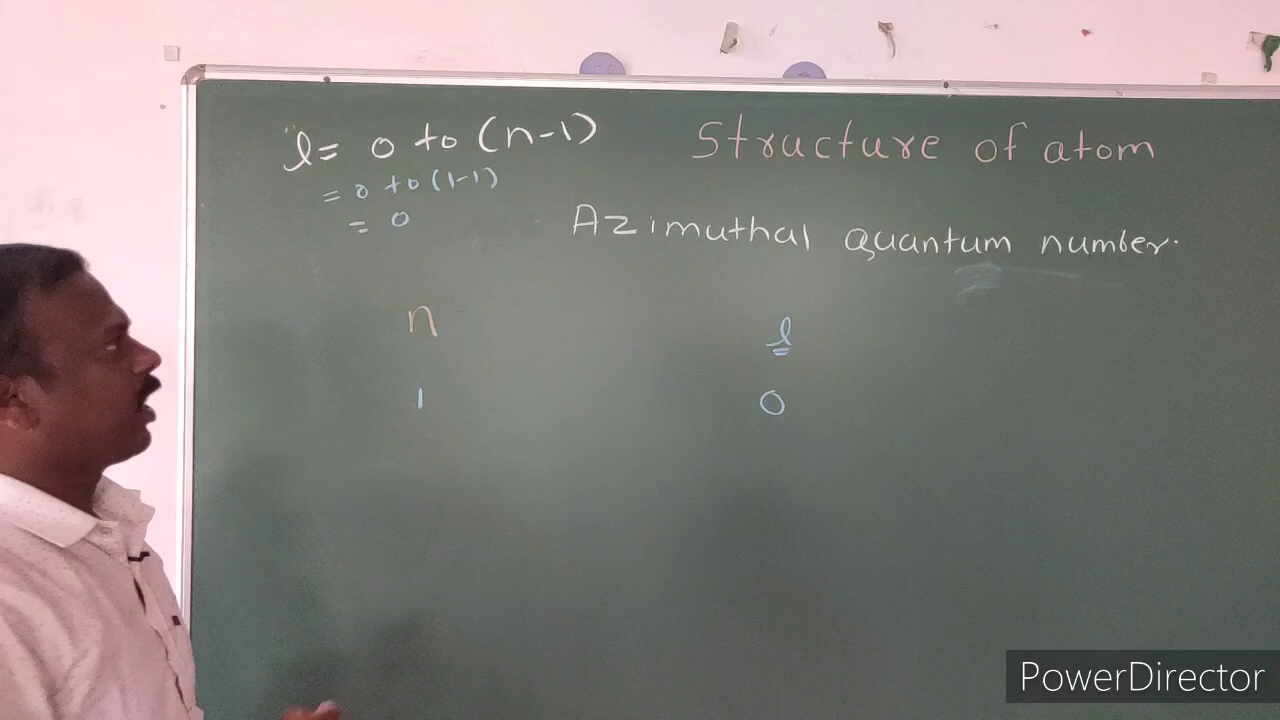 l = 0 to (n-1)
= 0 to (1-1)
= 0
Structure of atom
Azimuthal quantum number.
n l
1 0
PowerDirector